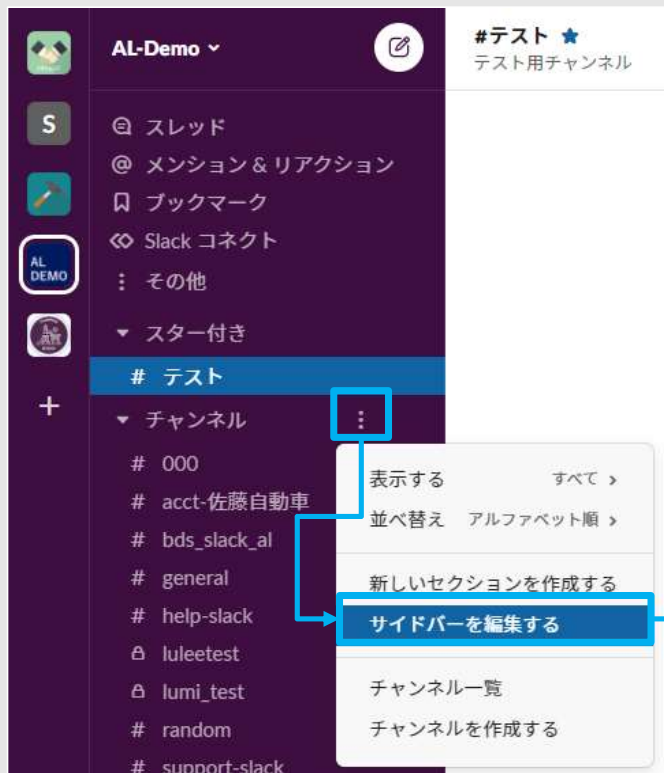 AL-Demo
#テスト
テスト用チャンネル
S
スレッド
@ メンション & リアクション
ブックマーク
Slack コネクト
AL
DEMO
その他
スター付き
# テスト
+
チャンネル
# 000
# acct-佐藤自動車
# bds_slack_al
# general
# help-slack
luleetest
lumi_test
# random
# support-slack
表示する すべて >
並べ替え アルファベット順 >
新しいセクションを作成する
サイドバーを編集する
チャンネル一覧
チャンネルを作成する